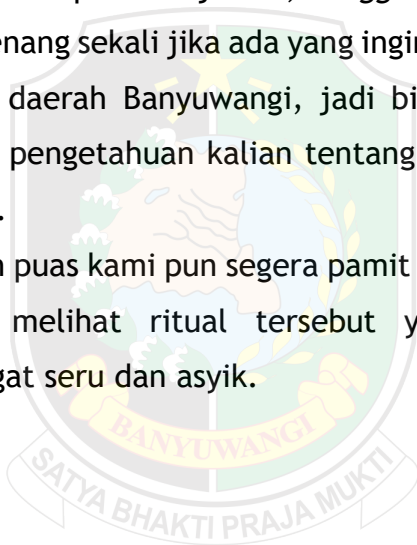 enang sekali jika ada yang ingir
daerah Banyuwangi, jadi bi
pengetahuan kalian tentang
.
puas kami pun segera pamit
melihat ritual tersebut y
gat seru dan asyik.
BANYUWANGI
SATYA BHAKTI PRAJA MUKTI